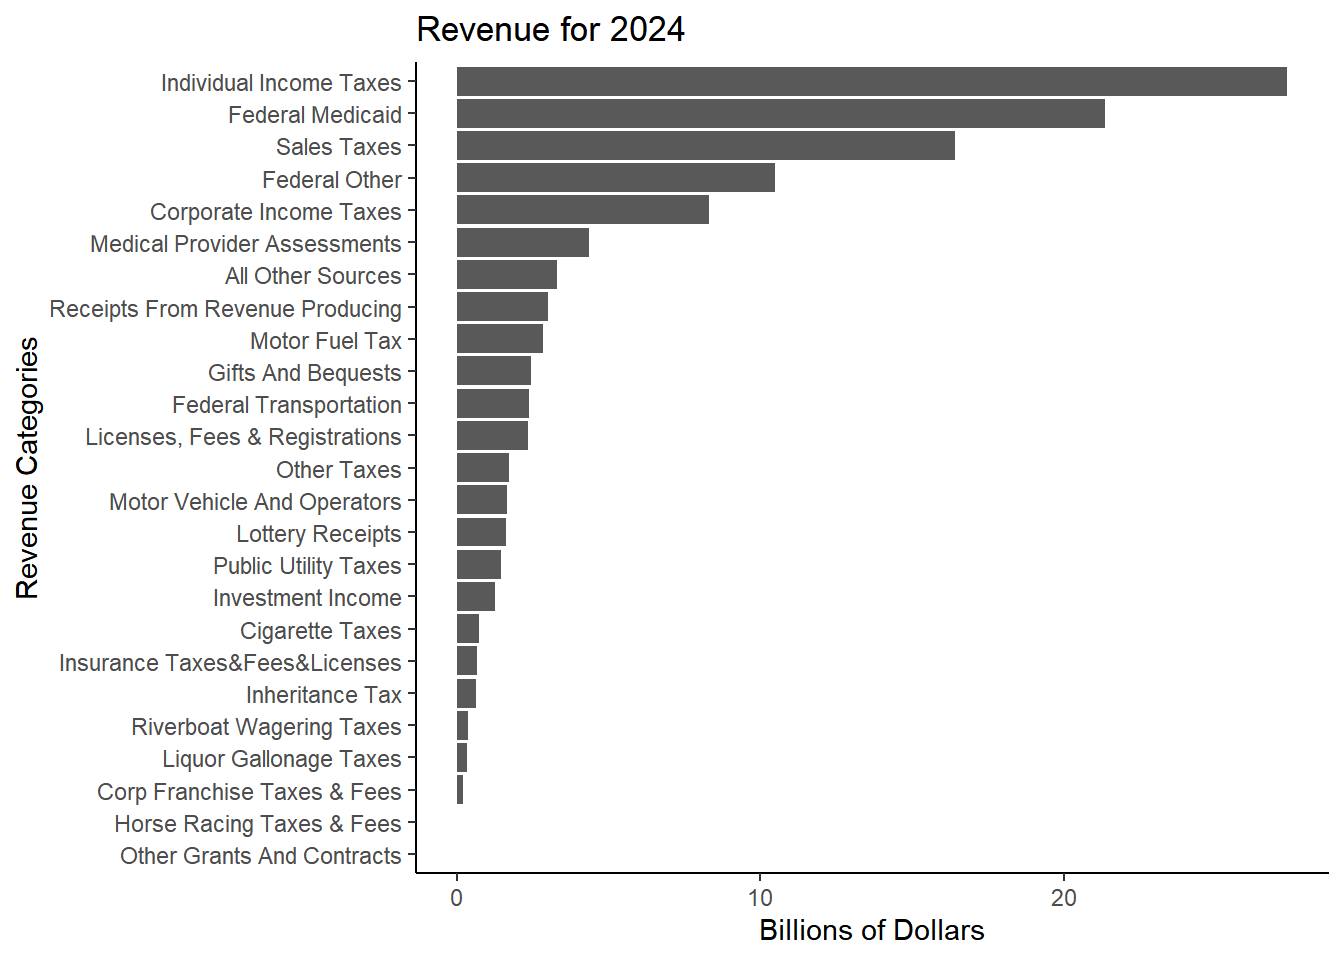 Revenue for 2024
Revenue Categories
Individual Income Taxes
Federal Medicaid
Sales Taxes
Federal Other
Corporate Income Taxes
Medical Provider Assessments
All Other Sources
Receipts From Revenue Producing
Motor Fuel Tax
Gifts And Bequests
Federal Transportation
Licenses, Fees & Registrations
Other Taxes
Motor Vehicle And Operators
Lottery Receipts
Public Utility Taxes
Investment Income
Cigarette Taxes
Insurance Taxes&Fees&Licenses
Inheritance Tax
Riverboat Wagering Taxes
Liquor Gallonage Taxes
Corp Franchise Taxes & Fees
Horse Racing Taxes & Fees
Other Grants And Contracts
0 10 20
Billions of Dollars